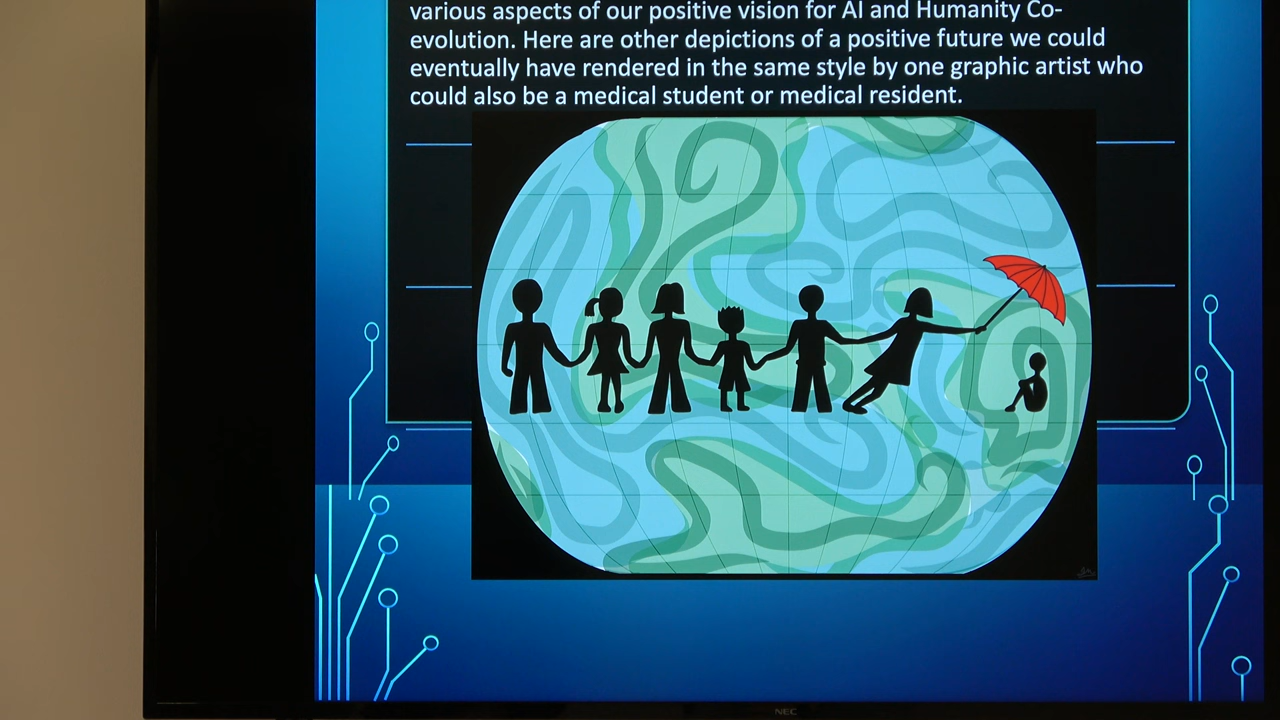 various aspects of our positive vision for AI and Humanity Co-
evolution. Here are other depictions of a positive future we could
eventually have rendered in the same style by one graphic artist who
could also be a medical student or medical resident.
NEC